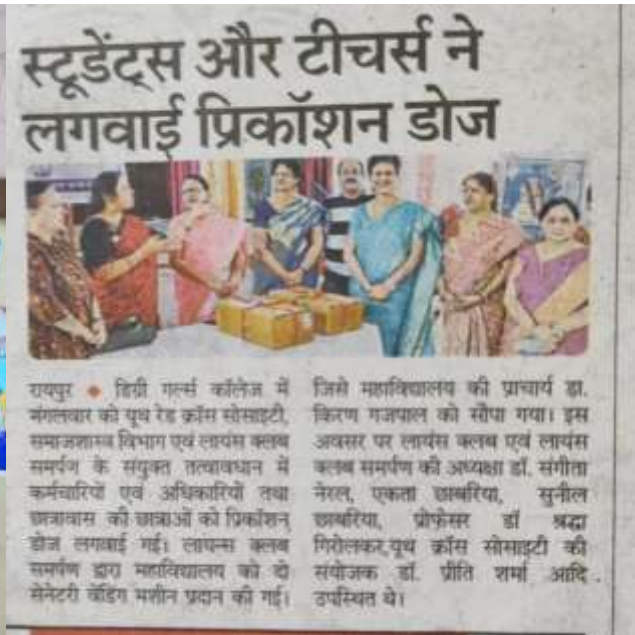 स्टूडेंट्स और टीचर्स ने
लगवाई प्रिकॉशन डोज
रायपुर ◆ डिग्री गर्ल्स कॉलेज में
मंगलवार को यूथ रेड क्रॉस सोसाइटी,
समाजशास्त्र विभाग एवं लायंस क्लब
समर्पण के संयुक्त तत्वावधान में
कर्मचारियों एवं अधिकारियों तथा
छात्रावास की छात्राओं को प्रिकॉशन
डोज लगवाई गई। लायन्स क्लब
समर्पण द्वारा महाविद्यालय को दो
सेनेटरी वेंडिंग मशीन प्रदान की गई।
जिसे महाविद्यालय की प्राचार्य डा.
किरण गजपाल को सौंपा गया। इस
अवसर पर लायंस क्लब एवं लायंस
क्लब समर्पण की अध्यक्षा डॉ. संगीता
नेरल, एकता छाबरिया, सुनील
छाबरिया, प्रोफेसर डॉ श्रद्धा
गिरोलकर,यूथ क्रॉस सोसाइटी की
संयोजक डॉ. प्रीति शर्मा आदि
उपस्थित थे।